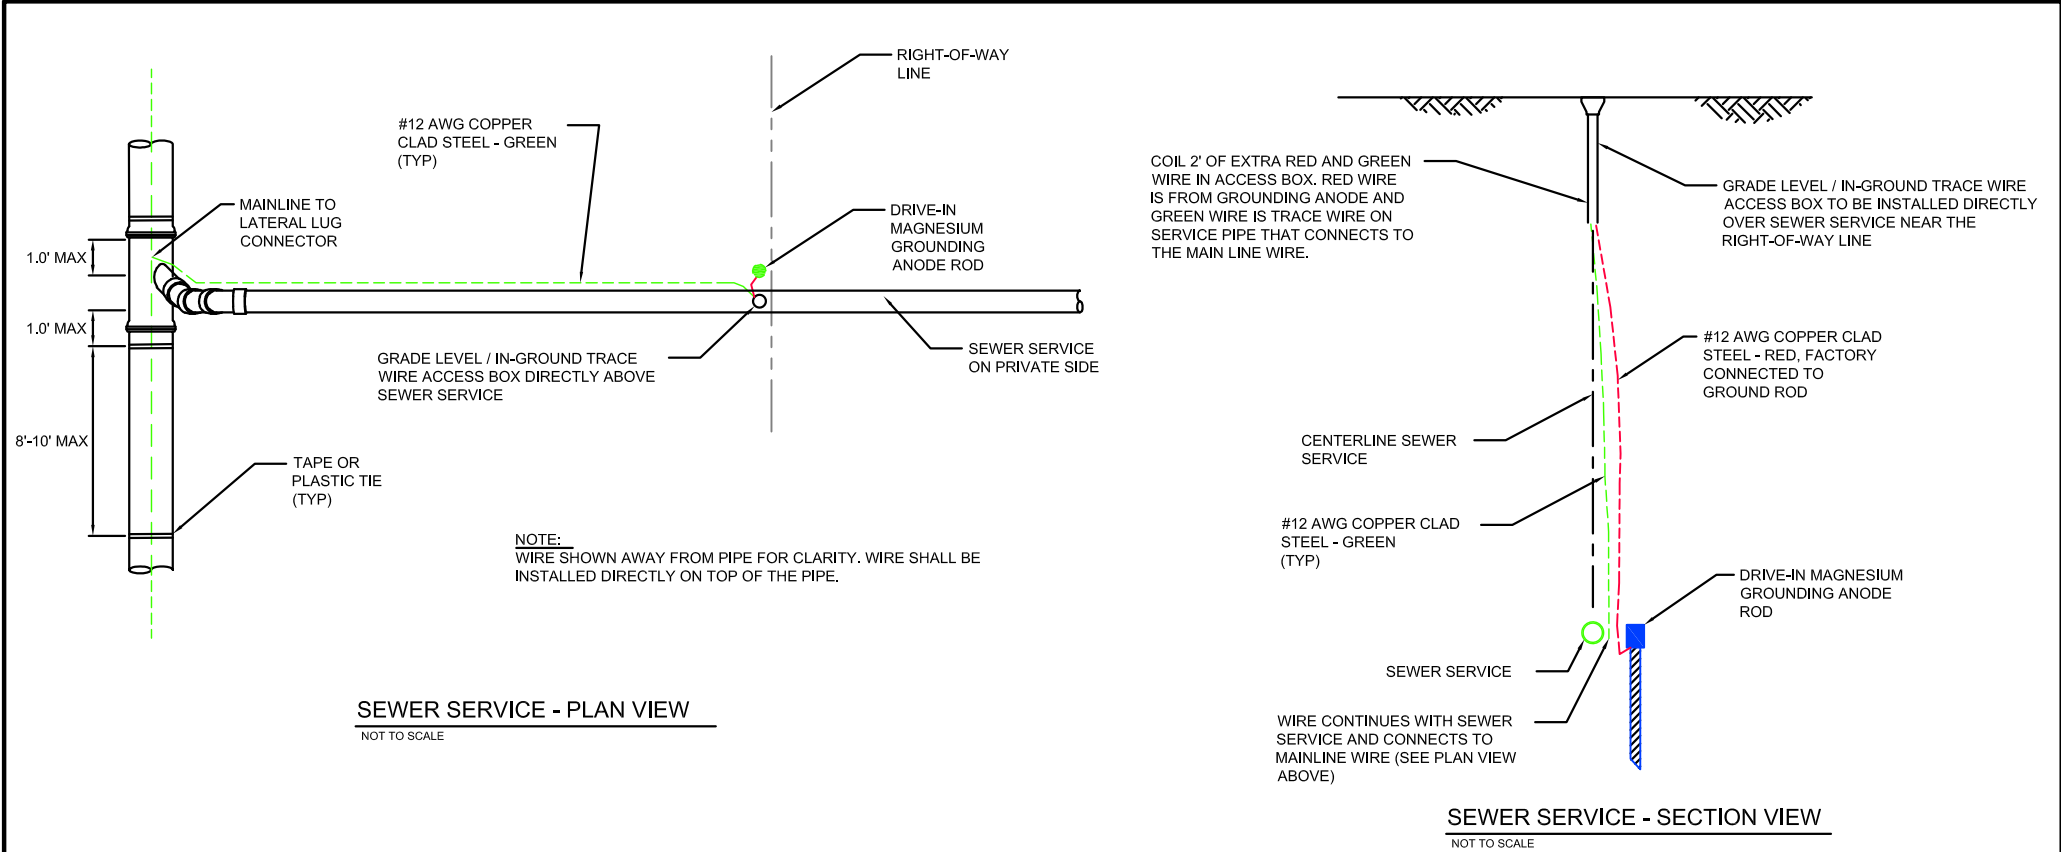 RIGHT-OF-WAY
LINE
#12 AWG COPPER
CLAD STEEL - GREEN
(TYP)
MAINLINE TO
LATERAL LUG
CONNECTOR
DRIVE-IN
MAGNESIUM
GROUNDING
ANODE ROD
1.0' MAX
1.0' MAX
GRADE LEVEL / IN-GROUND TRACE
WIRE ACCESS BOX DIRECTLY ABOVE
SEWER SERVICE
SEWER SERVICE
ON PRIVATE SIDE
8'-10' MAX
TAPE OR
PLASTIC TIE
(TYP)
NOTE:
WIRE SHOWN AWAY FROM PIPE FOR CLARITY. WIRE SHALL BE
INSTALLED DIRECTLY ON TOP OF THE PIPE.
SEWER SERVICE - PLAN VIEW
NOT TO SCALE
COIL 2' OF EXTRA RED AND GREEN
WIRE IN ACCESS BOX. RED WIRE
IS FROM GROUNDING ANODE AND
GREEN WIRE IS TRACE WIRE ON
SERVICE PIPE THAT CONNECTS TO
THE MAIN LINE WIRE.
GRADE LEVEL / IN-GROUND TRACE WIRE
ACCESS BOX TO BE INSTALLED DIRECTLY
OVER SEWER SERVICE NEAR THE
RIGHT-OF-WAY LINE
#12 AWG COPPER CLAD
STEEL - RED, FACTORY
CONNECTED TO
GROUND ROD
CENTERLINE SEWER
SERVICE
#12 AWG COPPER CLAD
STEEL - GREEN
(TYP)
DRIVE-IN MAGNESIUM
GROUNDING ANODE
ROD
SEWER SERVICE
WIRE CONTINUES WITH SEWER
SERVICE AND CONNECTS TO
MAINLINE WIRE (SEE PLAN VIEW
ABOVE)
SEWER SERVICE - SECTION VIEW
NOT TO SCALE